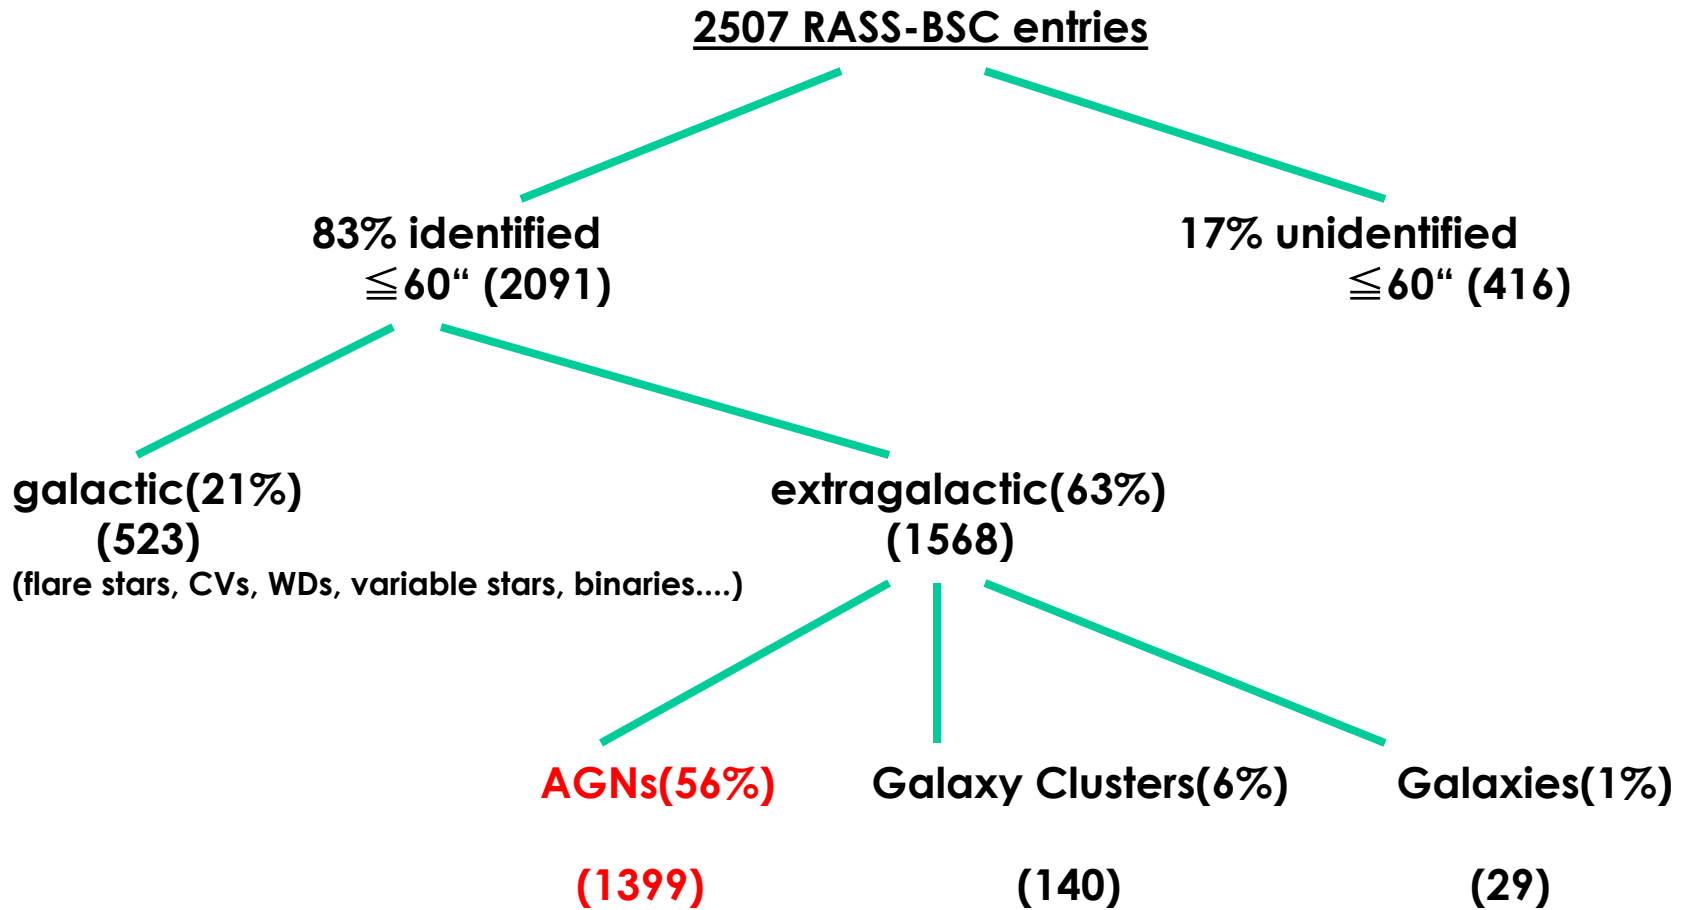 2507 RASS-BSC entries
83% identified
≦60“ (2091)
17% unidentified
≦60“ (416)
galactic(21%)
(523)
(flare stars, CVs, WDs, variable stars, binaries....)
extragalactic(63%)
(1568)
AGNs(56%)
(1399)
Galaxy Clusters(6%)
(140)
Galaxies(1%)
(29)